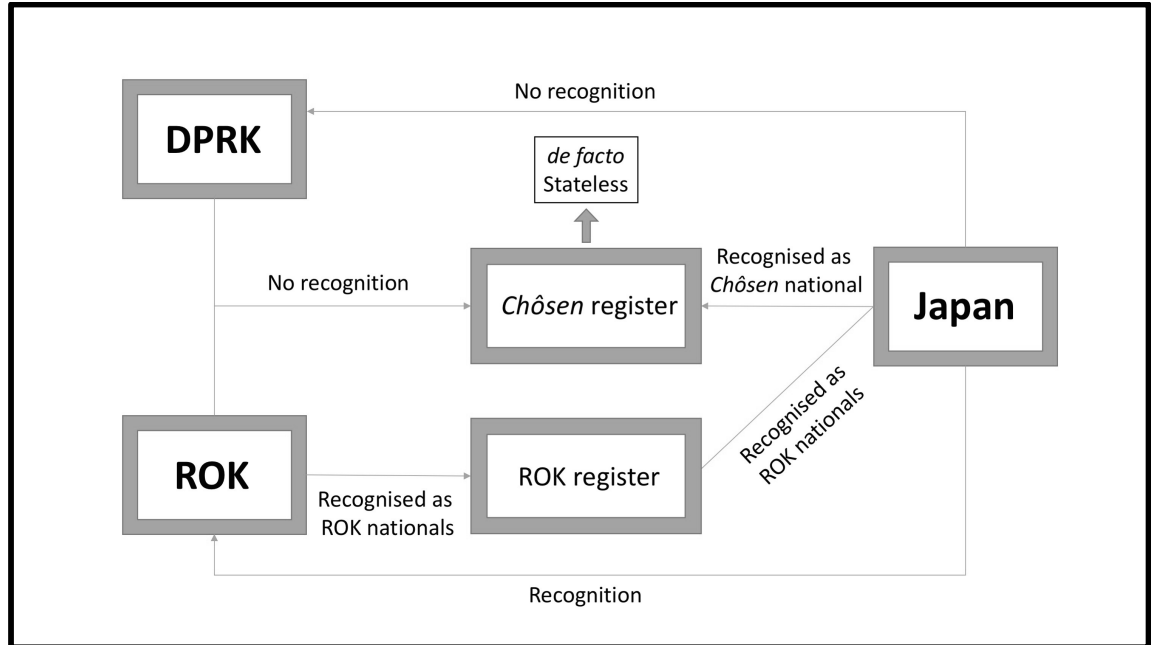 No recognition
DPRK
de facto
Stateless
Recognised as
Chôsen national
No recognition
Chôsen register
Japan
Recognised as
ROK nationals
ROK
ROK register
Recognised as
ROK nationals
Recognition